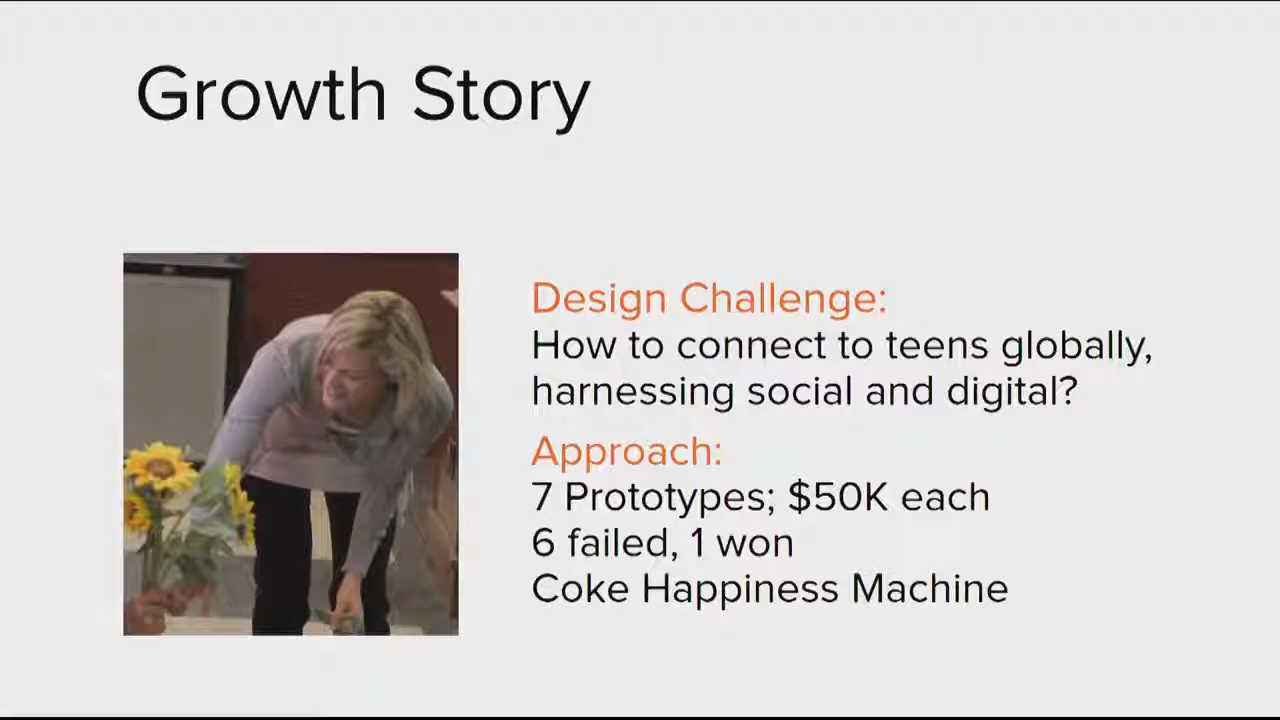 Growth Story
Design Challenge:
How to connect to teens globally,
harnessing social and digital?
Approach:
7 Prototypes; $50K each
6 failed, 1 won
Coke Happiness Machine